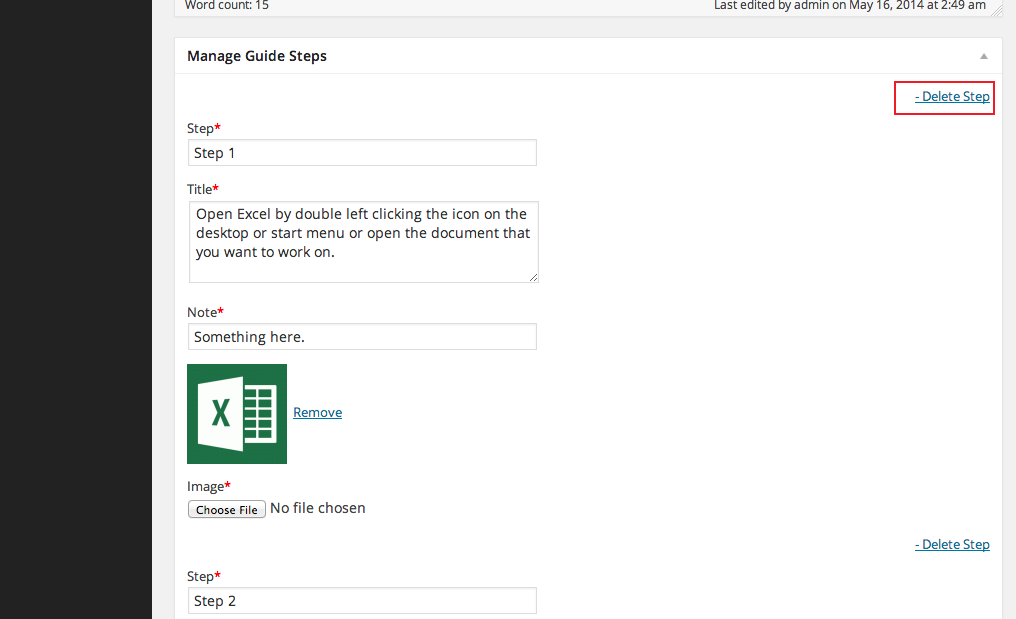 Word count: 15
Last edited by admin on May 16, 2014 at 2:49 am
Manage Guide Steps
- Delete Step
Step*
Step 1
Title*
Open Excel by double left clicking the icon on the
desktop or start menu or open the document that
you want to work on.
Note*
Something here.
X
Remove
Image*
Choose File No file chosen
- Delete Step
Step*
Step 2